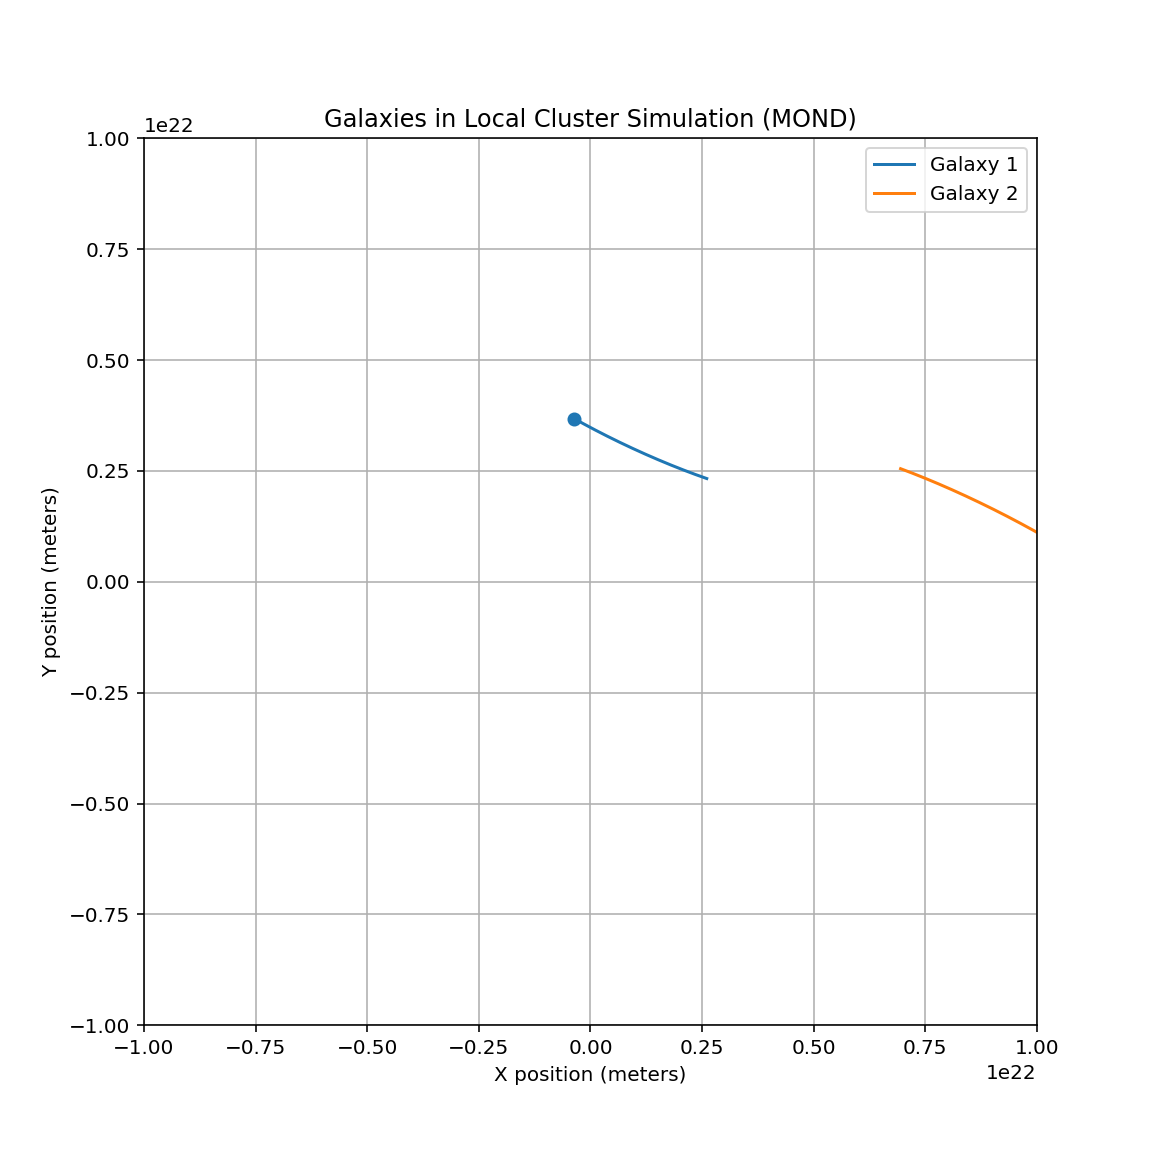 Galaxies in Local Cluster Simulation (MOND)
1e22
1.00
0.75
0.50
0.25
0.00
−0.25
−0.50
−0.75
−1.00
Y position (meters)
Galaxy 1
Galaxy 2
−1.00 −0.75 −0.50 −0.25 0.00 0.25 0.50 0.75 1.00
X position (meters)
1e22